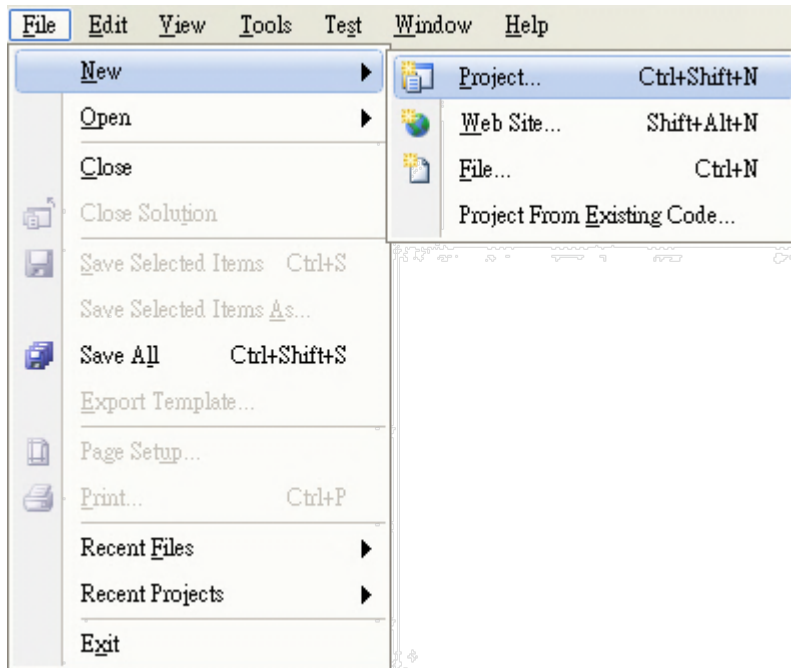 File Edit View Tools Test Window Help
New
Project... Ctrl+Shift+N
Open
Web Site... Shift+Alt+N
Close
File... Ctrl+N
Close Solution
Project From Existing Code...
Save Selected Items Ctrl+S
Save Selected Items As...
Save All Ctrl+Shift+S
Export Template...
Page Setup...
Print... Ctrl+P
Recent Files
Recent Projects
Exit